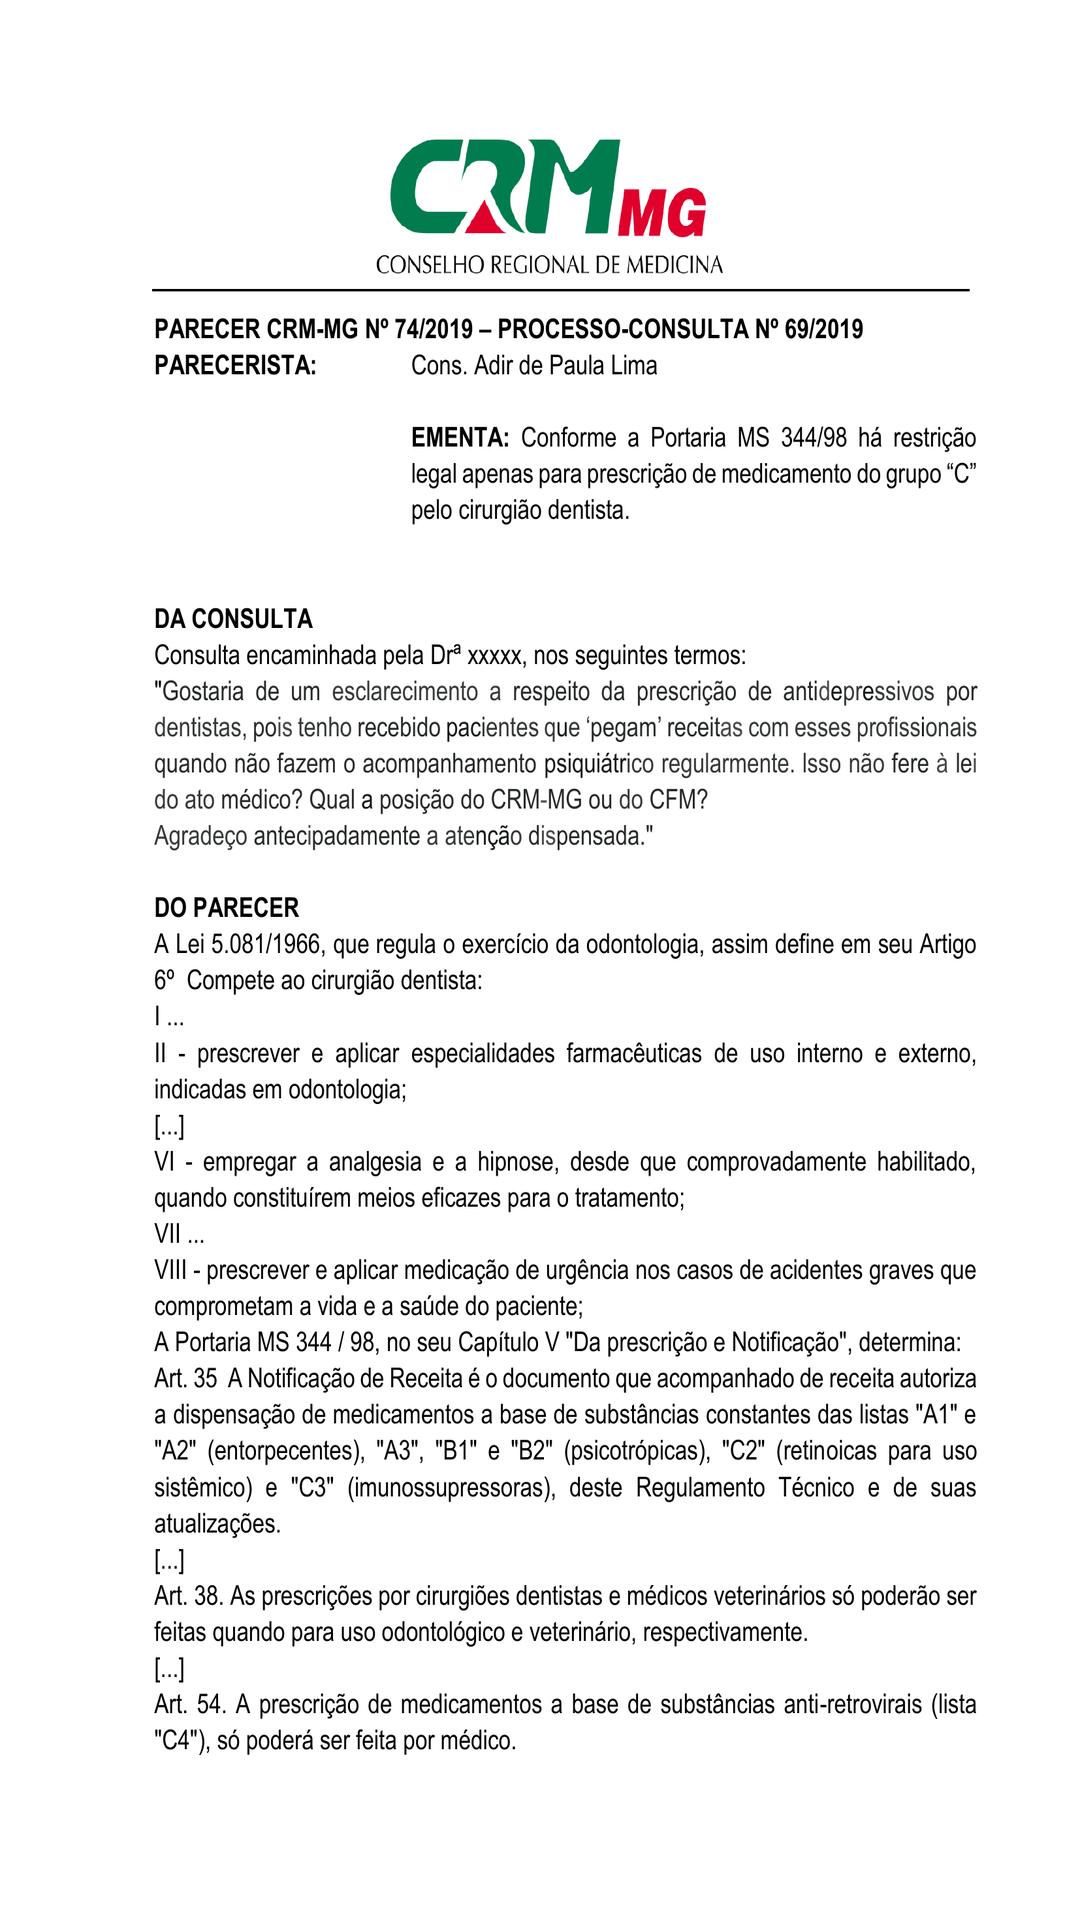 CRM MG
CONSELHO REGIONAL DE MEDICINA
PARECER CRM-MG Nº 74/2019 – PROCESSO-CONSULTA Nº 69/2019
PARECERISTA: Cons. Adir de Paula Lima
EMENTA: Conforme a Portaria MS 344/98 há restrição
legal apenas para prescrição de medicamento do grupo “C”
pelo cirurgião dentista.
DA CONSULTA
Consulta encaminhada pela Drª xxxxx, nos seguintes termos:
"Gostaria de um esclarecimento a respeito da prescrição de antidepressivos por
dentistas, pois tenho recebido pacientes que ‘pegam’ receitas com esses profissionais
quando não fazem o acompanhamento psiquiátrico regularmente. Isso não fere à lei
do ato médico? Qual a posição do CRM-MG ou do CFM?
Agradeço antecipadamente a atenção dispensada."
DO PARECER
A Lei 5.081/1966, que regula o exercício da odontologia, assim define em seu Artigo
6º Compete ao cirurgião dentista:
I ...
II - prescrever e aplicar especialidades farmacêuticas de uso interno e externo,
indicadas em odontologia;
[...]
VI - empregar a analgesia e a hipnose, desde que comprovadamente habilitado,
quando constituírem meios eficazes para o tratamento;
VII ...
VIII - prescrever e aplicar medicação de urgência nos casos de acidentes graves que
comprometam a vida e a saúde do paciente;
A Portaria MS 344 / 98, no seu Capítulo V "Da prescrição e Notificação", determina:
Art. 35 A Notificação de Receita é o documento que acompanhado de receita autoriza
a dispensação de medicamentos a base de substâncias constantes das listas "A1" e
"A2" (entorpecentes), "A3", "B1" e "B2" (psicotrópicas), "C2" (retinoicas para uso
sistêmico) e "C3" (imunossupressoras), deste Regulamento Técnico e de suas
atualizações.
[...]
Art. 38. As prescrições por cirurgiões dentistas e médicos veterinários só poderão ser
feitas quando para uso odontológico e veterinário, respectivamente.
[...]
Art. 54. A prescrição de medicamentos a base de substâncias anti-retrovirais (lista
"C4"), só poderá ser feita por médico.